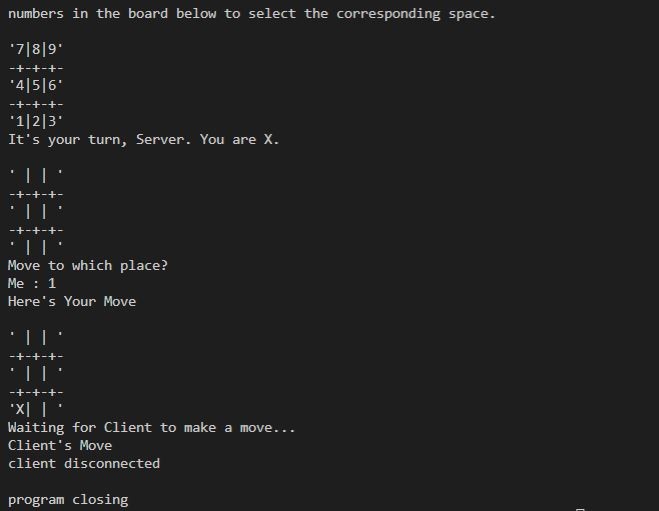 numbers in the board below to select the corresponding space.
'7|8|9'
-+-+-+-
'4|5|6'
-+-+-+-
'1|2|3'
It's your turn, Server. You are X.
' | | '
-+-+-+-
' | | '
-+-+-+-
' | | '
Move to which place?
Me : 1
Here's Your Move
' | | '
-+-+-+-
' | | '
-+-+-+-
'X| | '
Waiting for Client to make a move...
Client's Move
client disconnected
program closing